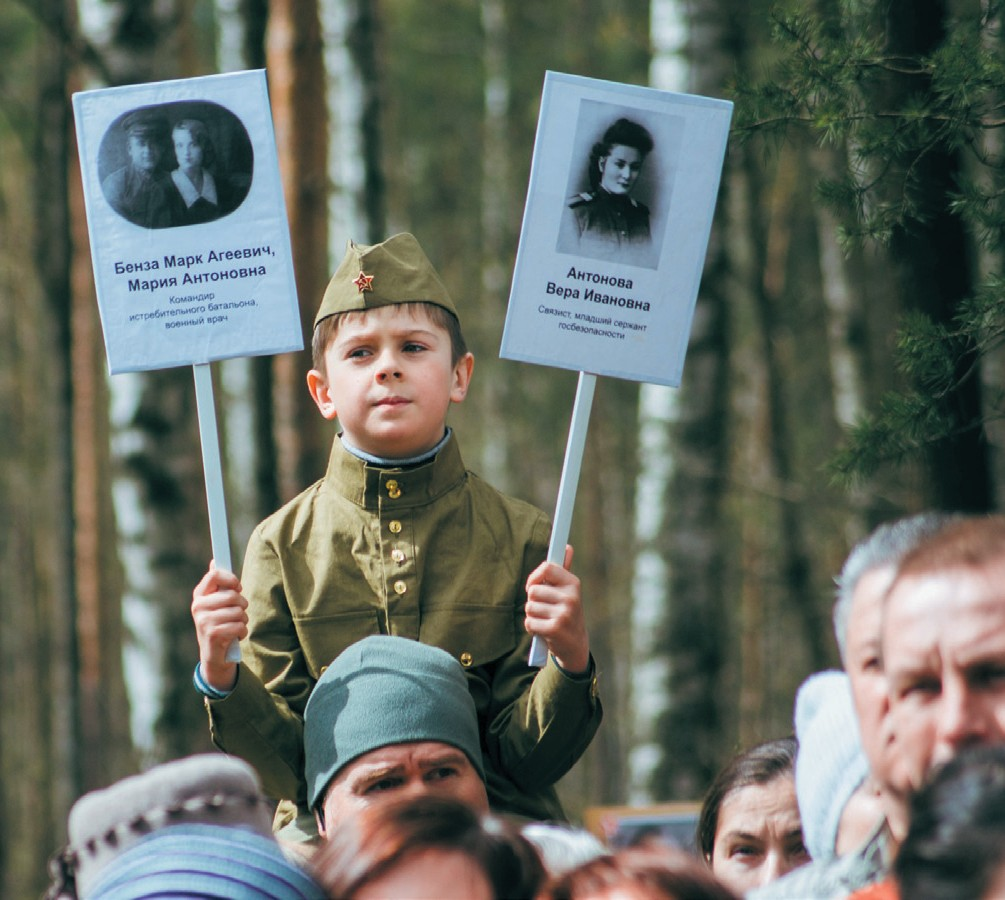 Бенза Марк Агеевич,
Мария Антоновна
Командир
истребительного батальона,
военный врач
Антонова
Вера Ивановна
Связист, младший сержант
госбезопасности